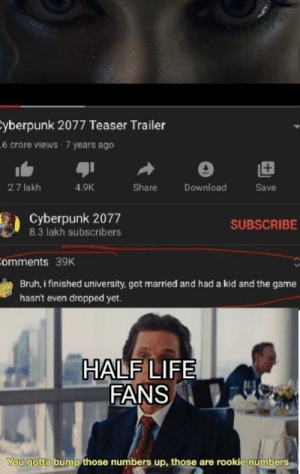 Cyberpunk 2077 Teaser Trailer
.6 crore views · 7 years ago
2.7 lakh 4.9K Share Download Save
Cyberpunk 2077 SUBSCRIBE
8.3 lakh subscribers
Comments 39K
Bruh, i finished university, got married and had a kid and the game
hasn't even dropped yet.
HALF LIFE
FANS
You gotta bump those numbers up, those are rookie numbers